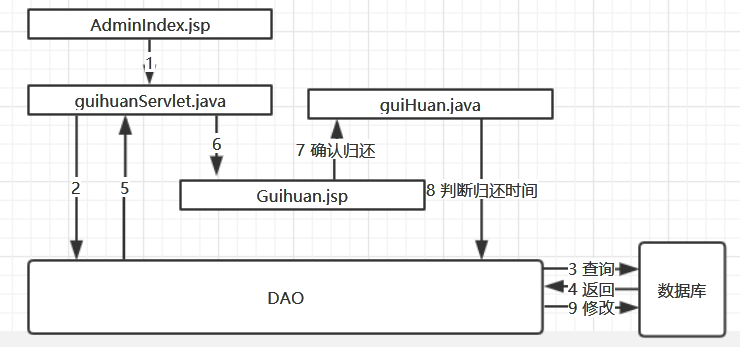 AdminIndex.jsp
1
guihuanServlet.java
guiHuan.java
6
7 确认归还
2
5
Guihuan.jsp
8 判断归还时间
DAO
3 查询
4 返回
9 修改
数据库